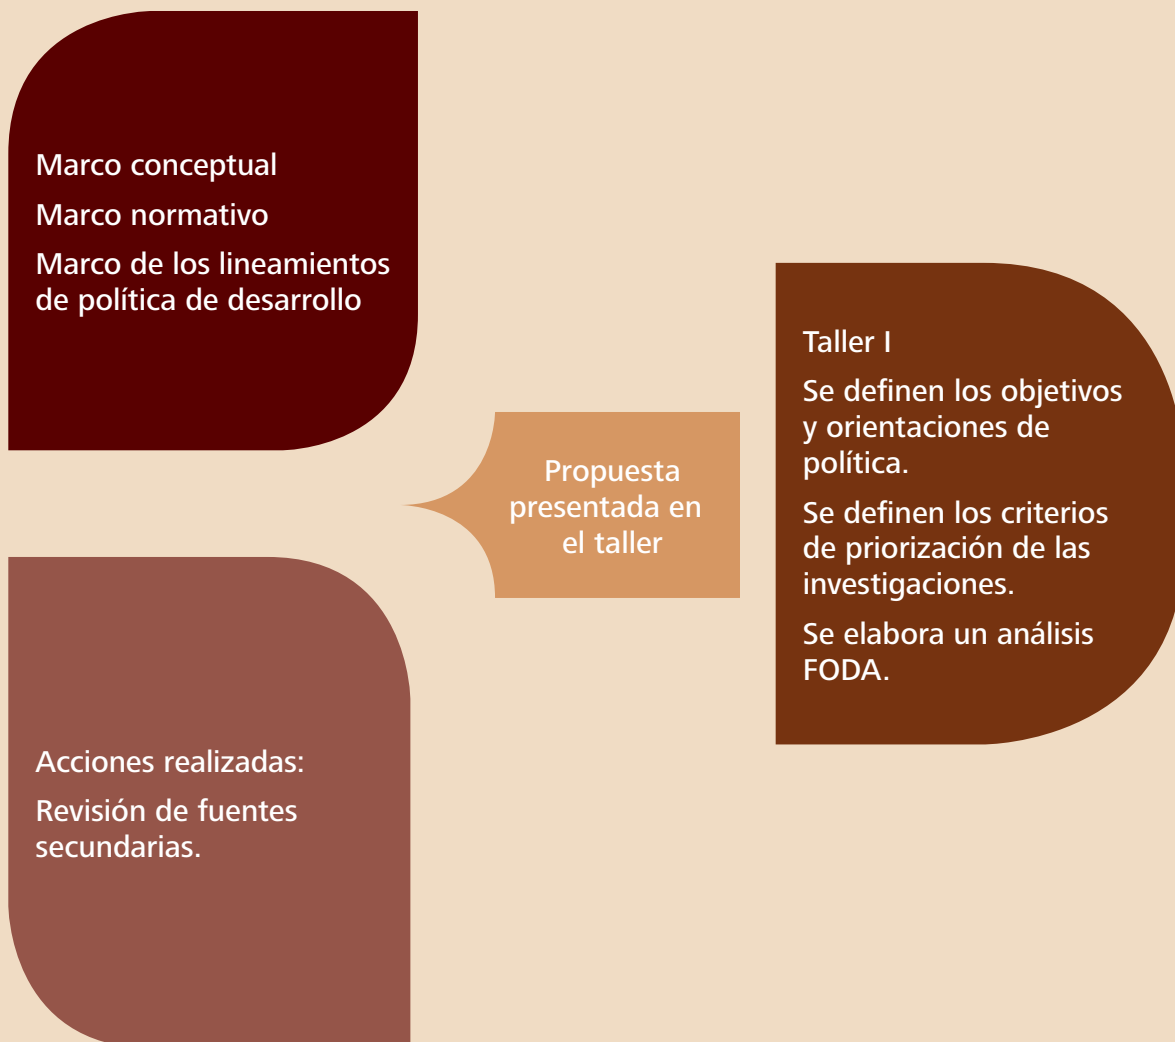 Marco conceptual
Marco normativo
Marco de los lineamientos
de política de desarrollo
Acciones realizadas:
Revisión de fuentes
secundarias.
Propuesta
presentada en
el taller
Taller I
Se definen los objetivos
y orientaciones de
política.
Se definen los criterios
de priorización de las
investigaciones.
Se elabora un análisis
FODA.